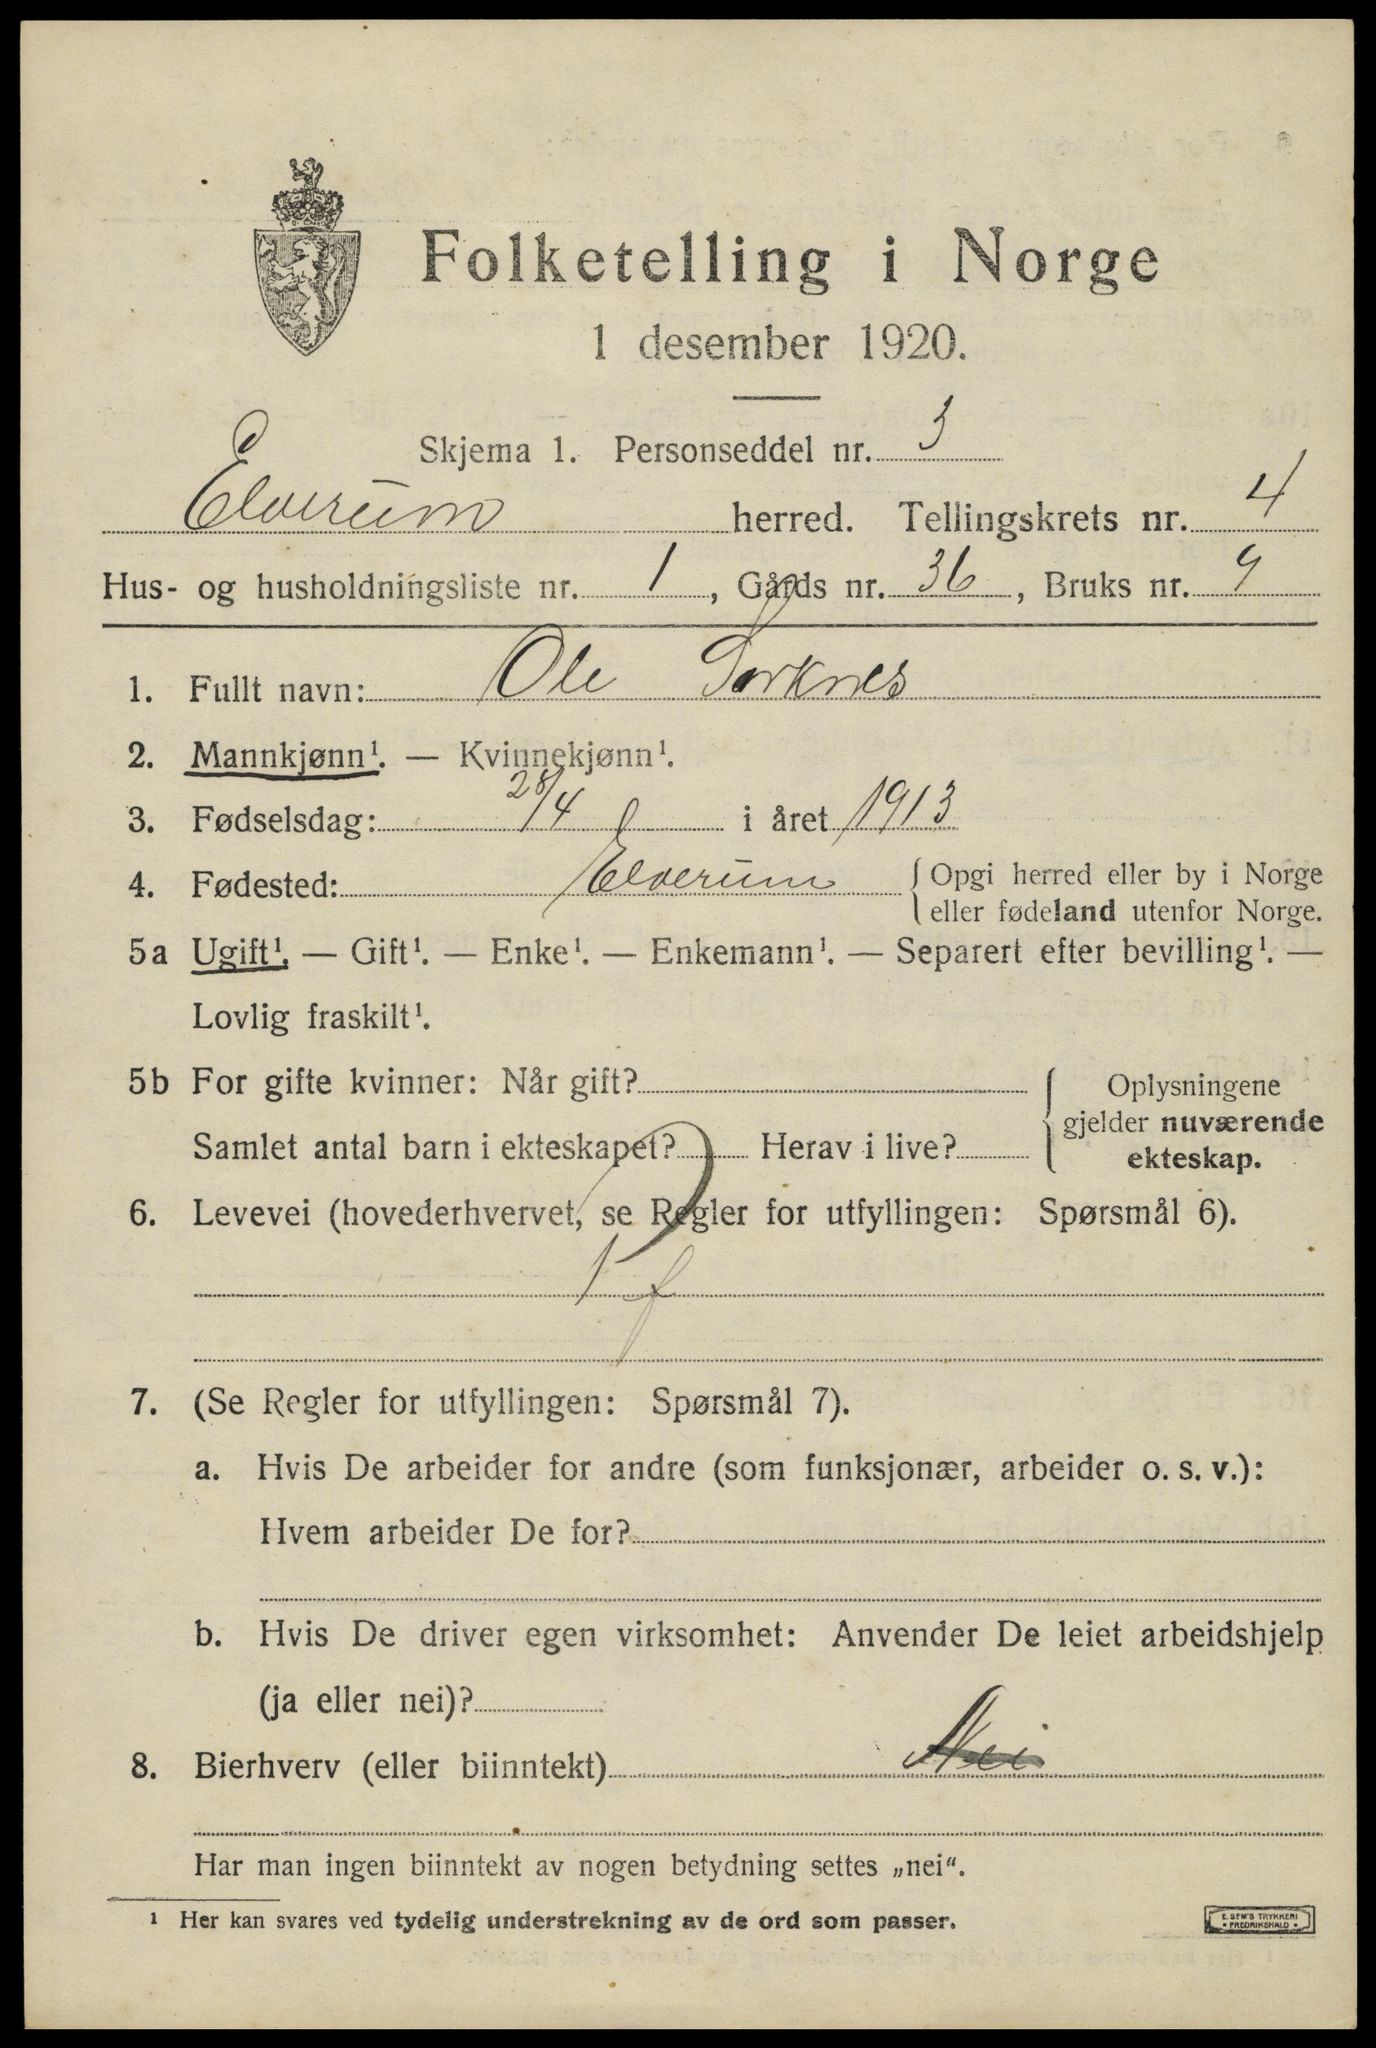 Folketelling i Norge
1 desember 1920.
Skjema 1. Personseddel nr. 3
Elverum herred. Tellingskrets nr. 4
Hus- og husholdningsliste nr. 1, Gårds nr. 36, Bruks nr. 9
1. Fullt navn: Ole Sorknes
2. Mannkjønn¹. — Kvinnekjønn¹.
3. Fødselsdag: 28/4 i året 1913
4. Fødested: Elverum { Opgi herred eller by i Norge
eller fødeland utenfor Norge.
5a Ugift¹. — Gift¹. — Enke¹. — Enkemann¹. — Separert efter bevilling¹. —
Lovlig fraskilt¹.
5b For gifte kvinner: Når gift?
Samlet antal barn i ekteskapet? Herav i live?
Oplysningene
gjelder nuværende
ekteskap.
6. Levevei (hovederhvervet, se Regler for utfyllingen: Spørsmål 6).
1 f
7. (Se Regler for utfyllingen: Spørsmål 7).
a. Hvis De arbeider for andre (som funksjonær, arbeider o. s. v.):
Hvem arbeider De for?
b. Hvis De driver egen virksomhet: Anvender De leiet arbeidshjelp
(ja eller nei)?
8. Bierhverv (eller biinntekt) Nei
Har man ingen biinntekt av nogen betydning settes „nei“.
¹ Her kan svares ved tydelig understrekning av de ord som passer.
E. SEM'S TRYKKERI
FREDRIKSHALD